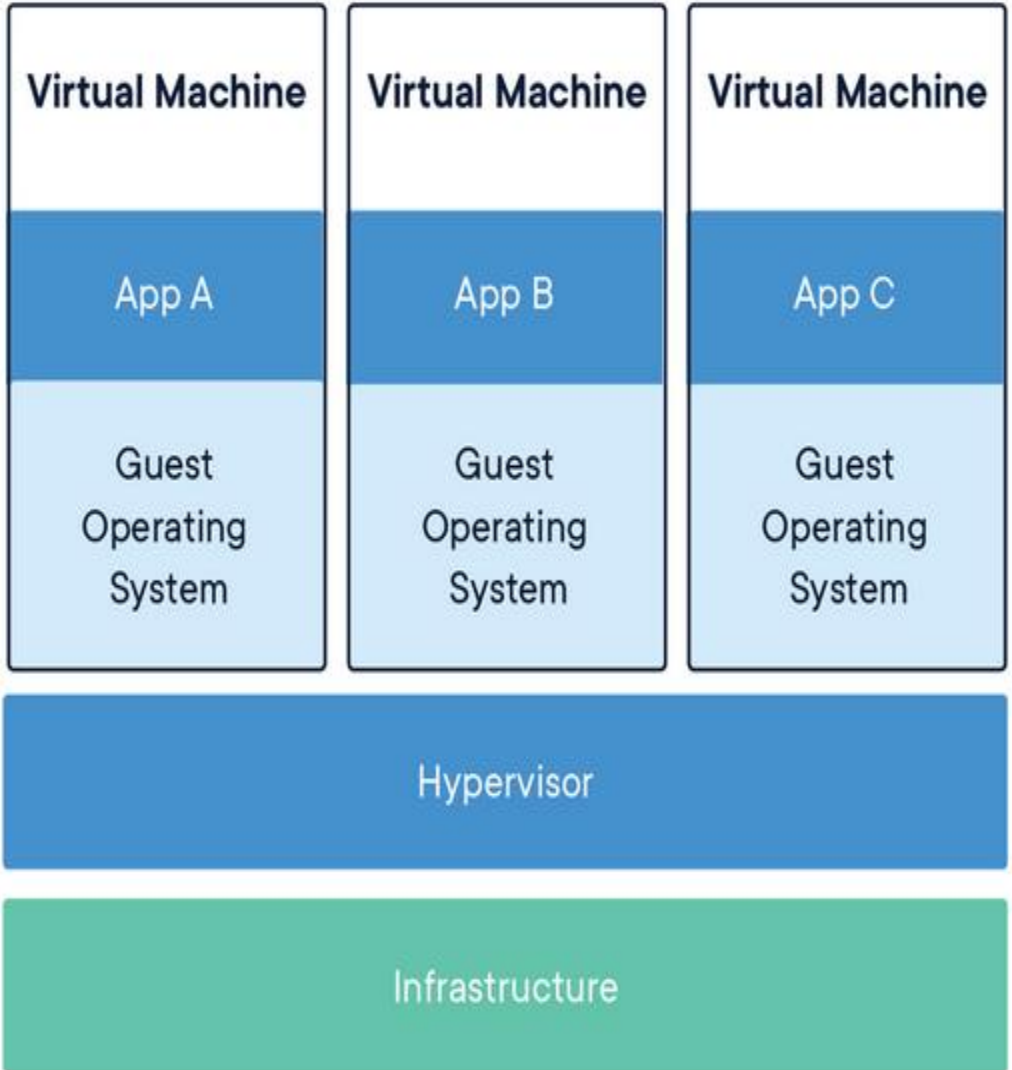 Virtual Machine
Virtual Machine
Virtual Machine
App A
App B
App C
Guest
Operating
System
Guest
Operating
System
Guest
Operating
System
Hypervisor
Infrastructure